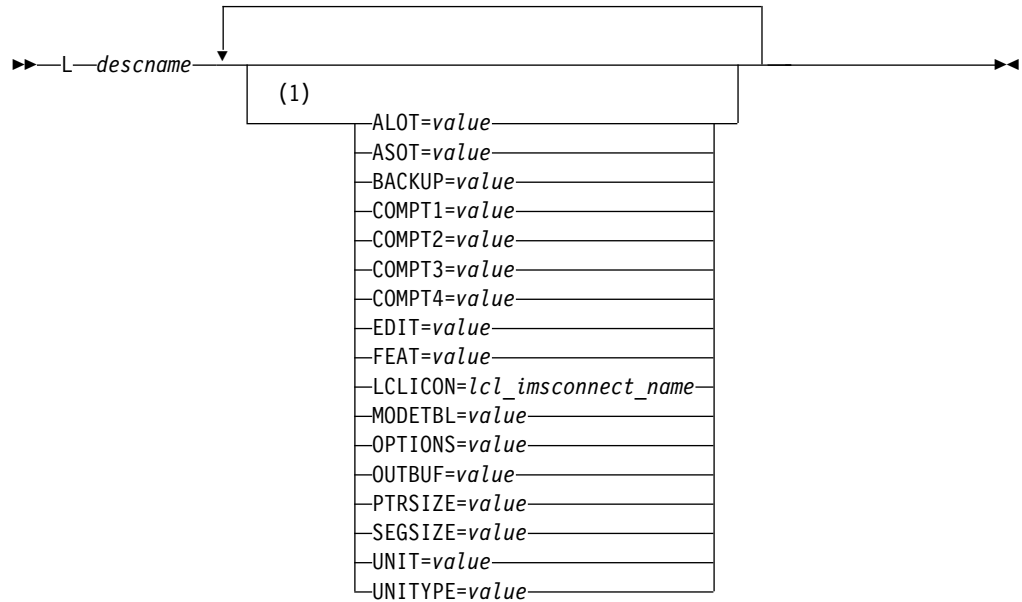 L descname
(1)
ALOT=value
ASOT=value
BACKUP=value
COMPT1=value
COMPT2=value
COMPT3=value
COMPT4=value
EDIT=value
FEAT=value
LCLICON=lcl_imsconnect_name
MODETBL=value
OPTIONS=value
OUTBUF=value
PTRSIZE=value
SEGSIZE=value
UNIT=value
UNITYPE=value